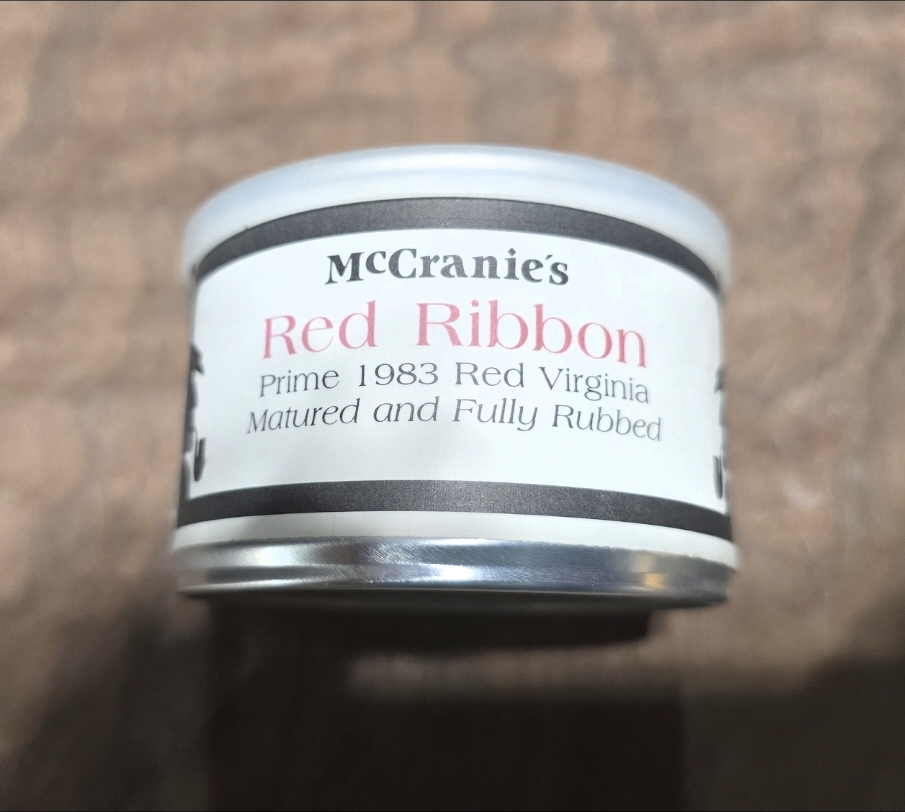 McCranie's
Red Ribbon
Prime 1983 Red Virginia
Matured and Fully Rubbed